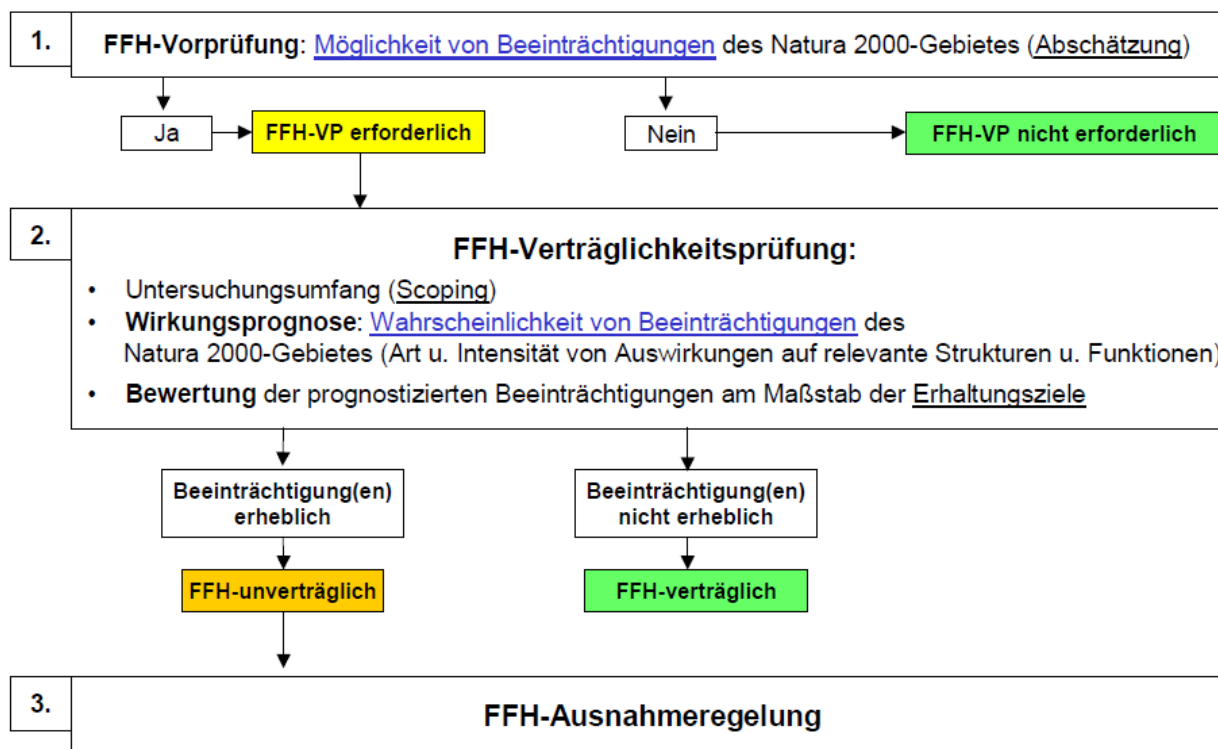 1.
FFH-Vorprüfung: Möglichkeit von Beeinträchtigungen des Natura 2000-Gebietes (Abschätzung)
Ja
FFH-VP erforderlich
Nein
FFH-VP nicht erforderlich
2.
FFH-Verträglichkeitsprüfung:
• Untersuchungsumfang (Scoping)
• Wirkungsprognose: Wahrscheinlichkeit von Beeinträchtigungen des
Natura 2000-Gebietes (Art u. Intensität von Auswirkungen auf relevante Strukturen u. Funktionen)
• Bewertung der prognostizierten Beeinträchtigungen am Maßstab der Erhaltungsziele
Beeinträchtigung(en)
erheblich
Beeinträchtigung(en)
nicht erheblich
FFH-unverträglich
FFH-verträglich
3.
FFH-Ausnahmeregelung